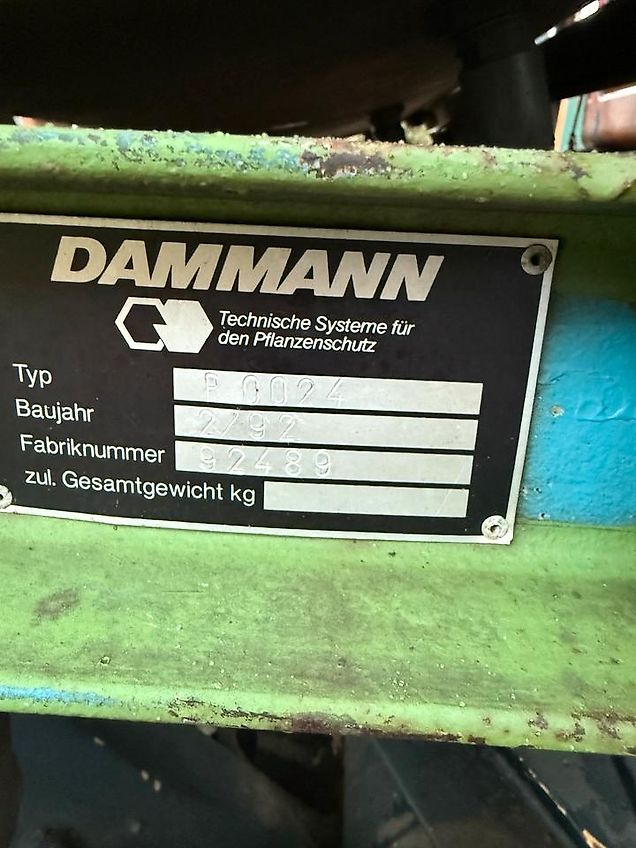 DAMMANN
Technische Systeme für
den Pflanzenschutz
Typ P 0024
Baujahr 2/92
Fabriknummer 92489
zul. Gesamtgewicht kg